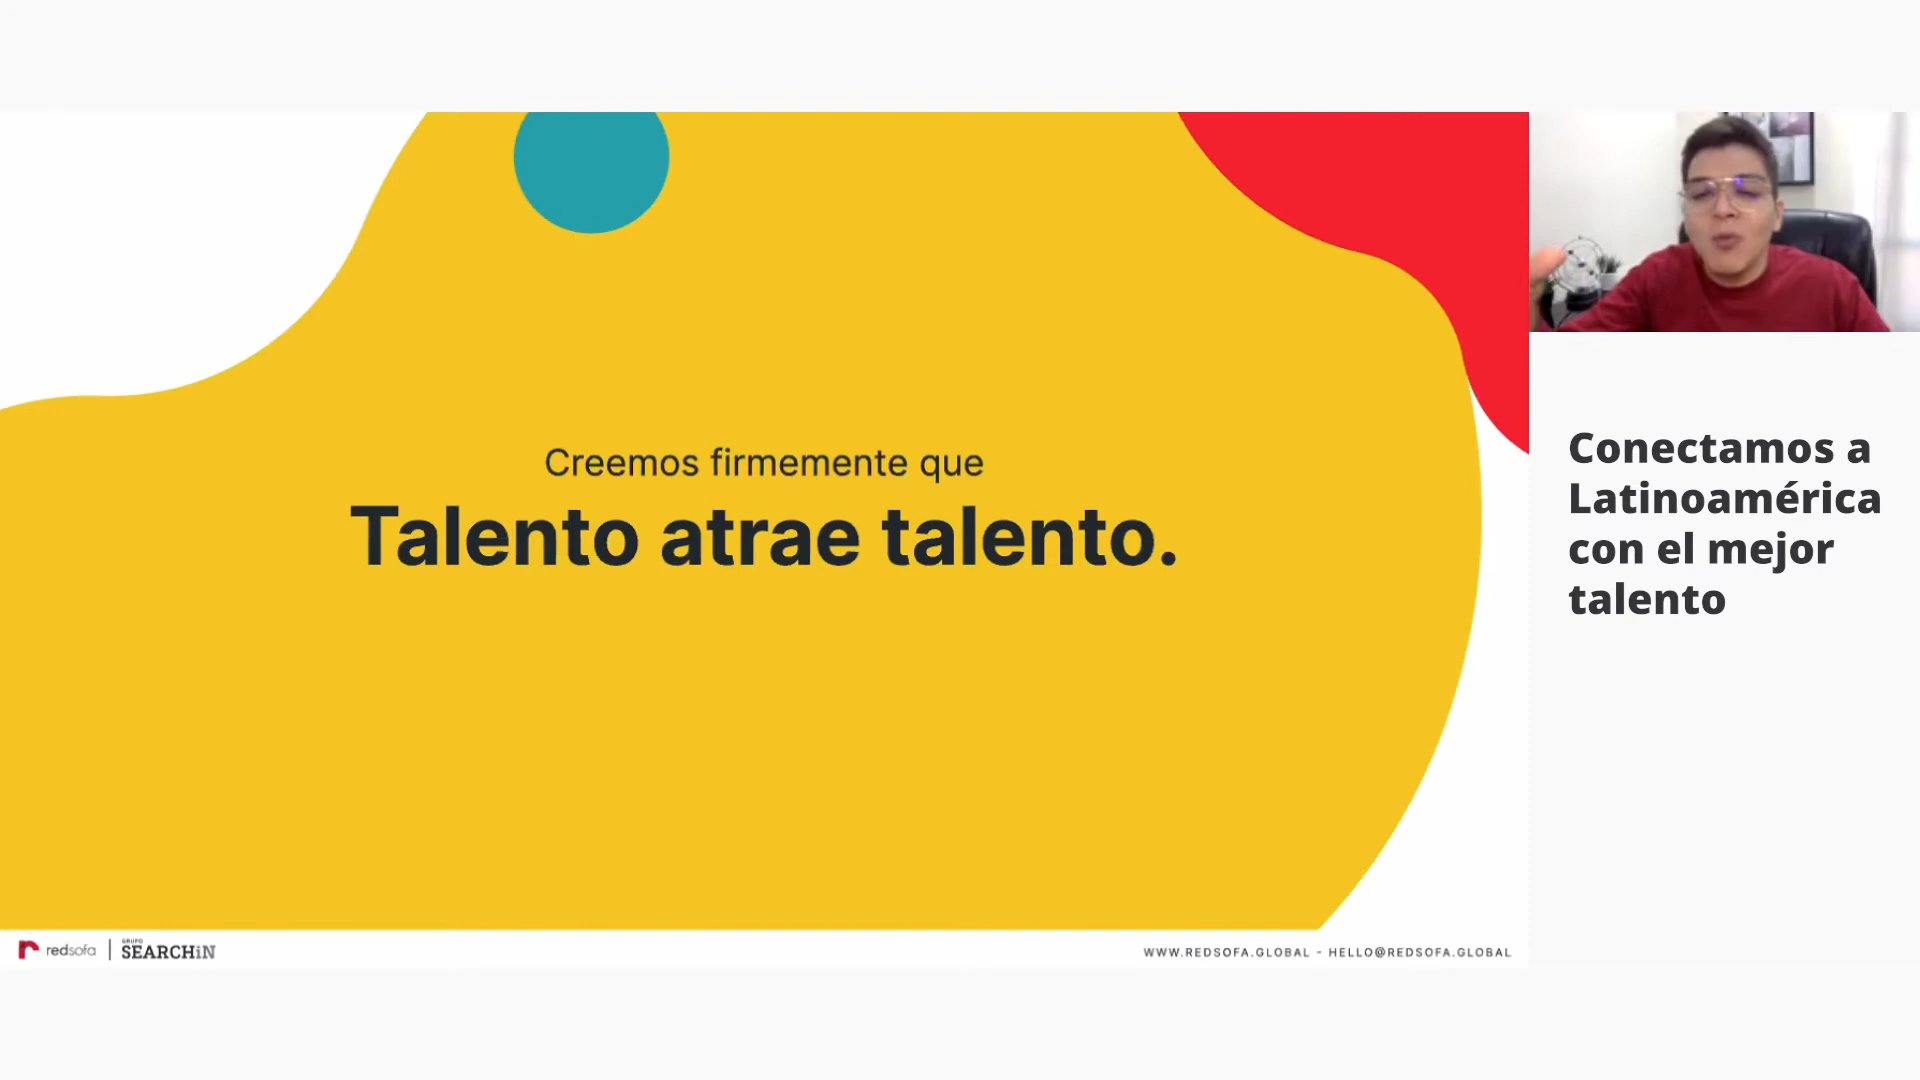 Creemos firmemente que
Talento atrae talento.
Conectamos a
Latinoamérica
con el mejor
talento
redsofa
GRUPO
SEARCHiN
WWW.REDSOFA.GLOBAL - HELLO@REDSOFA.GLOBAL